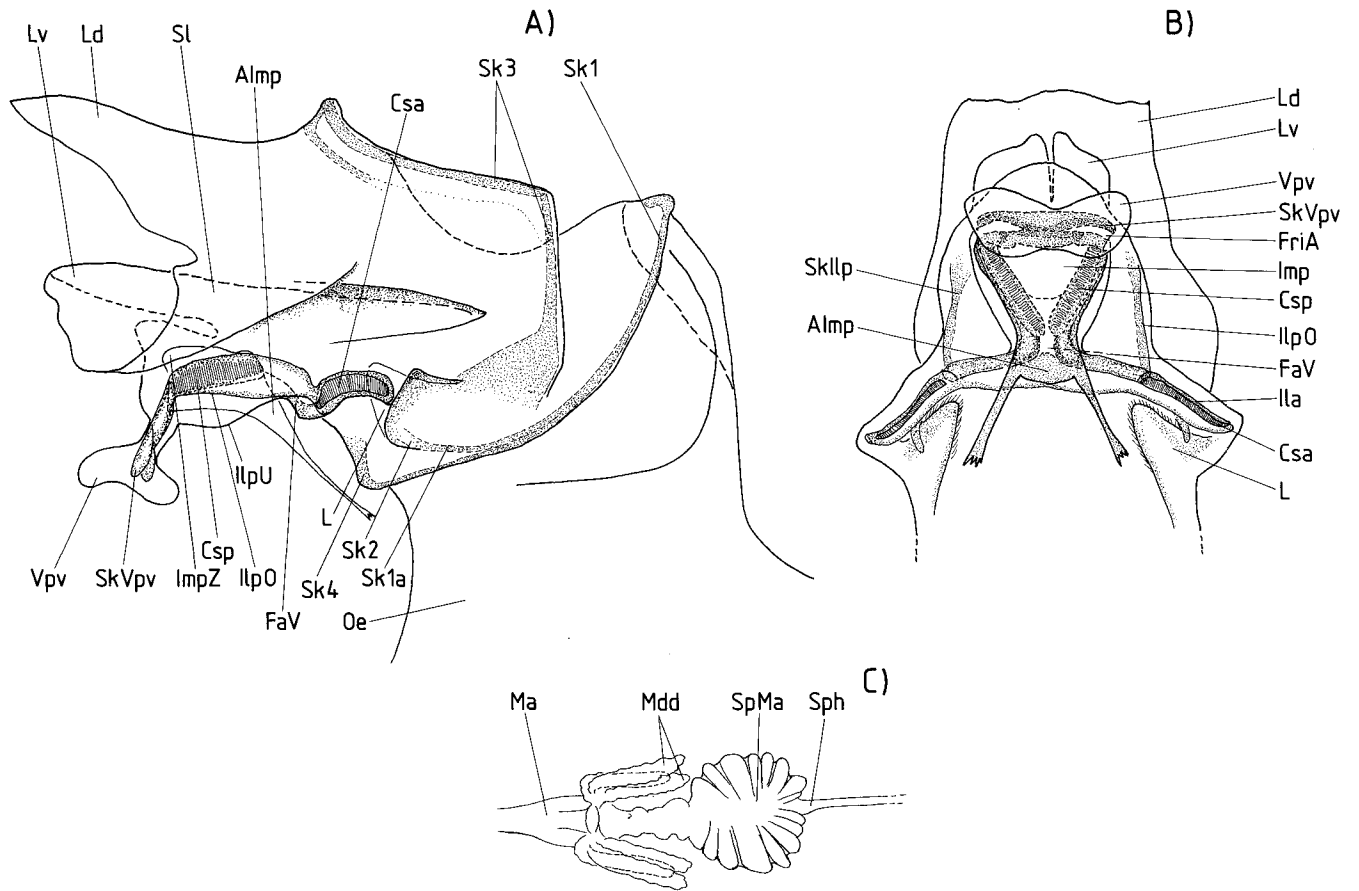 A)
Lv Ld Sl
AImp
Csa
Sk3 Sk1
IlpU
L
Csp
Sk2
Vpv SkVpv ImpZ IlpO Sk4 Sk1a
FaV Oe
B)
Ld
Lv
Vpv
SkVpv
FriA
SkIlp
Imp
Csp
AImp
IlpO
FaV
Ila
Csa
L
C)
Ma Mdd SpMa Sph